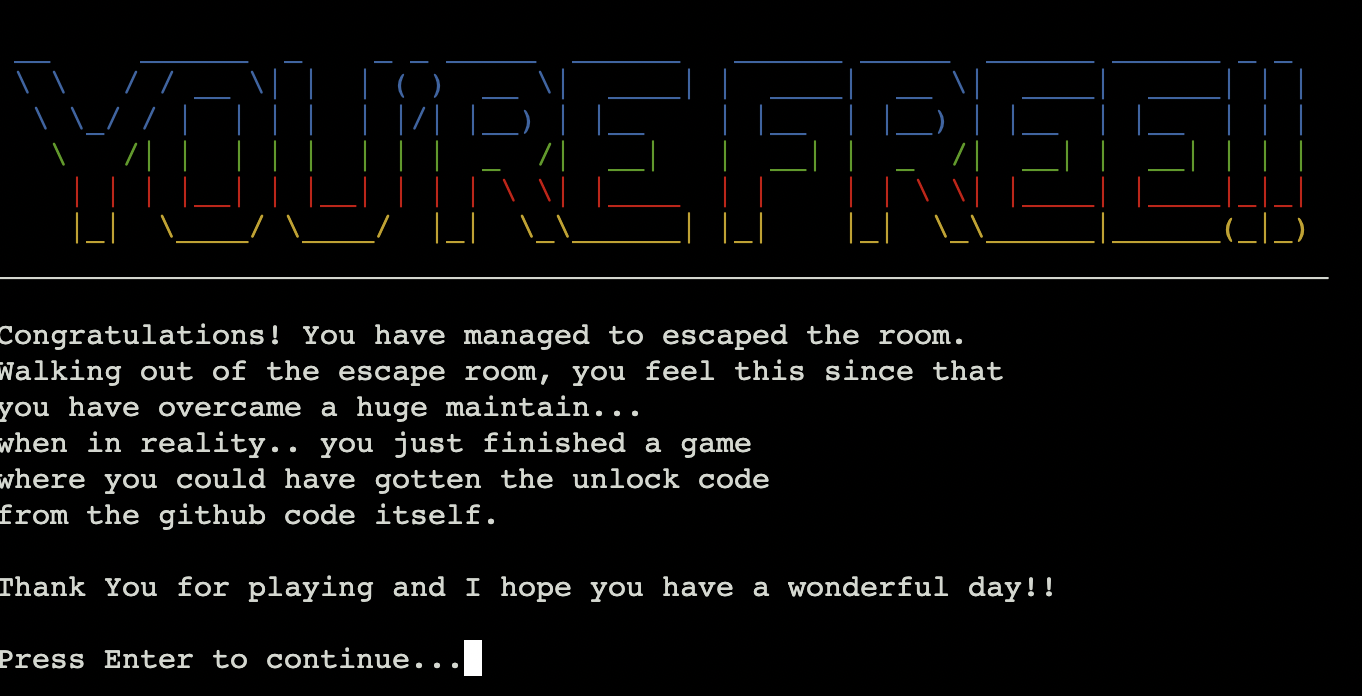 YOU'RE FREE!!
Congratulations! You have managed to escaped the room.
Walking out of the escape room, you feel this since that
you have overcame a huge maintain...
when in reality.. you just finished a game
where you could have gotten the unlock code
from the github code itself.
Thank You for playing and I hope you have a wonderful day!!
Press Enter to continue...